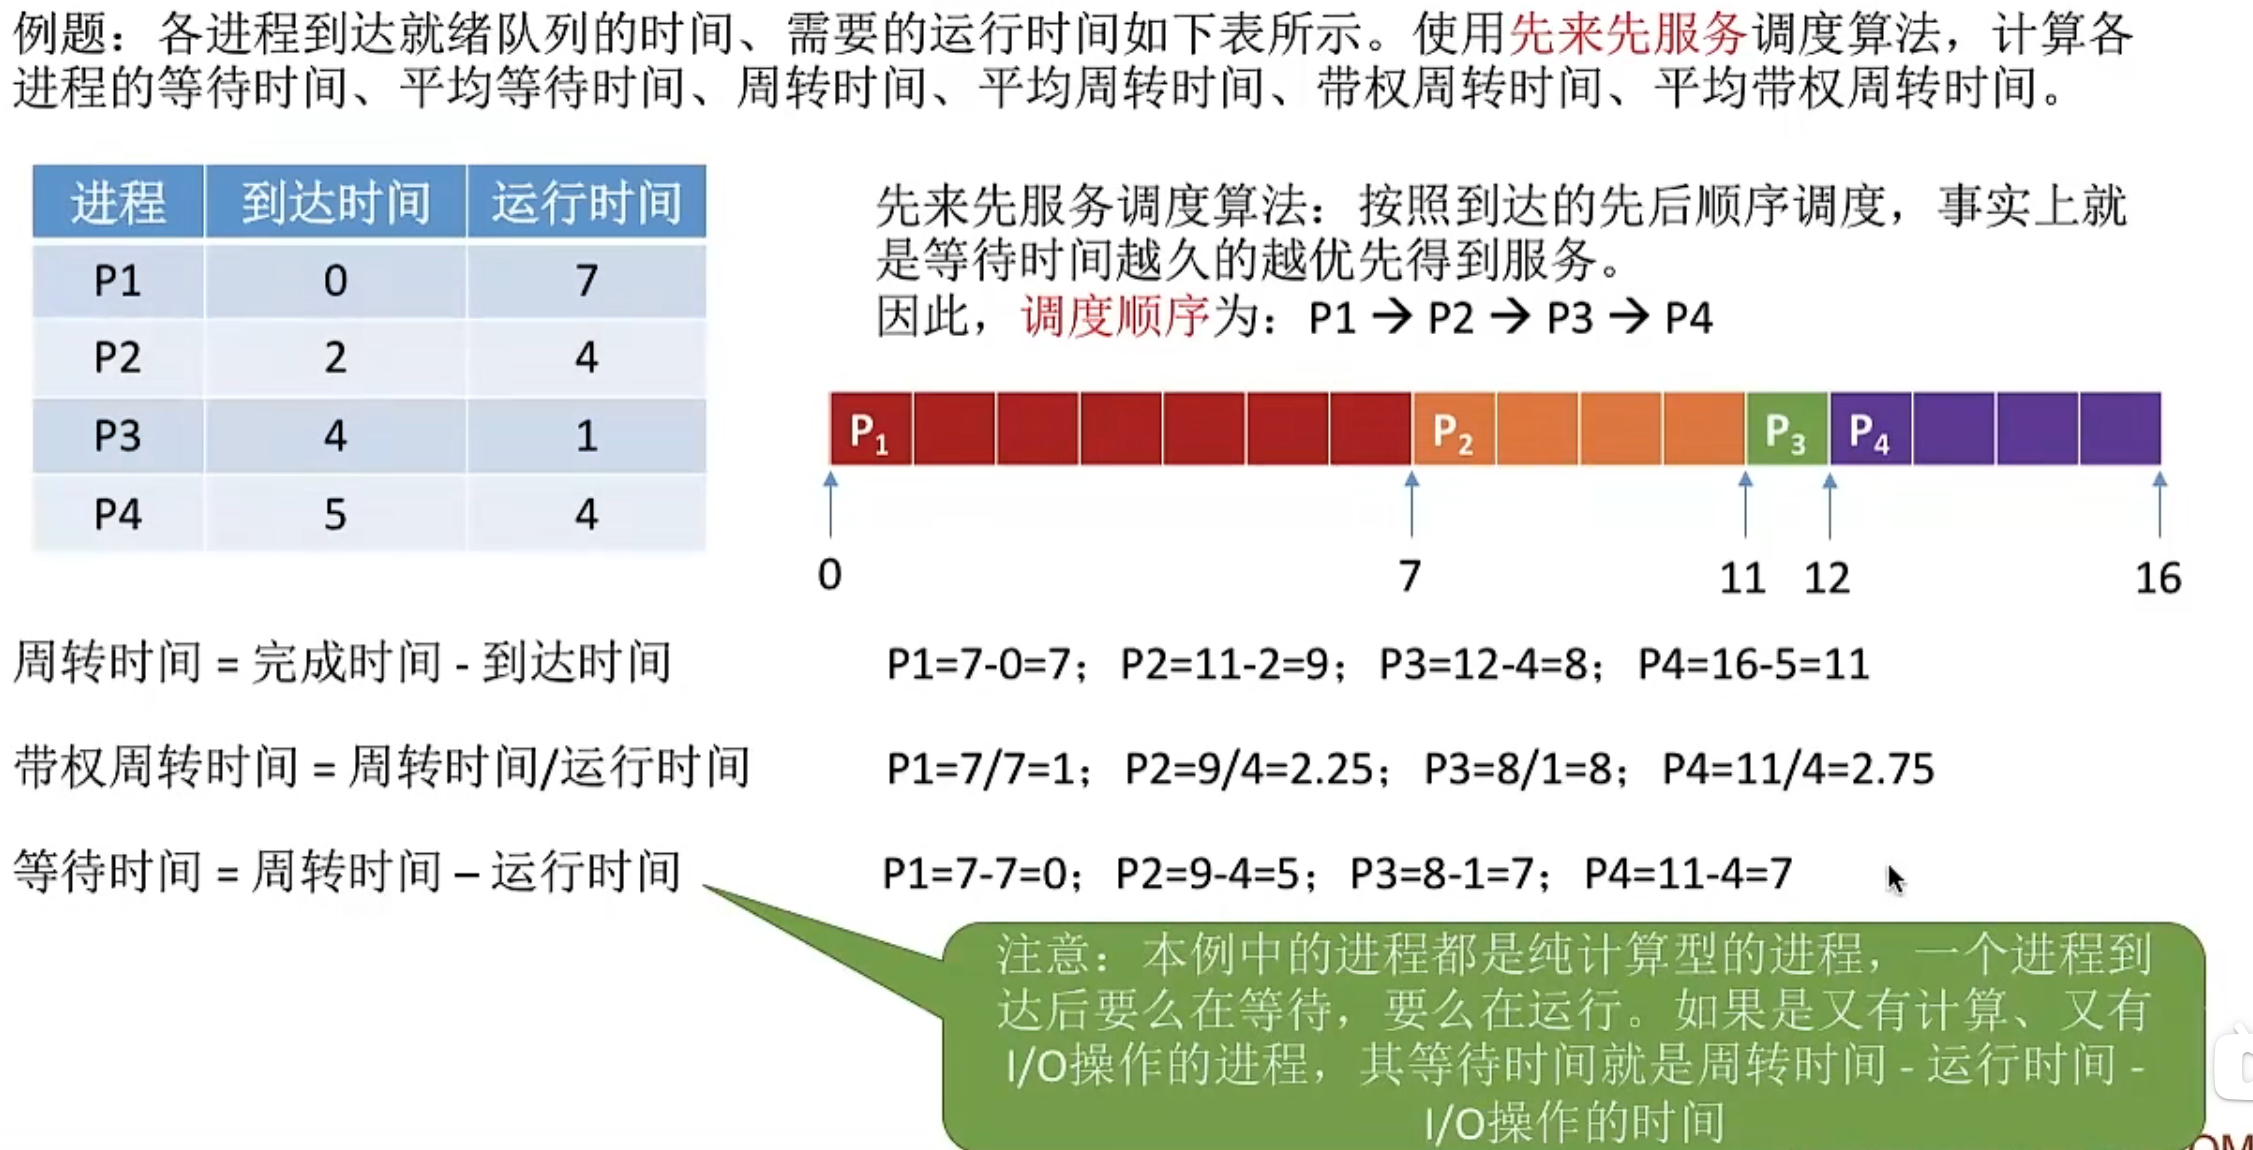 例题：各进程到达就绪队列的时间、需要的运行时间如下表所示。使用先来先服务调度算法，计算各
进程的等待时间、平均等待时间、周转时间、平均周转时间、带权周转时间、平均带权周转时间。
进程 到达时间 运行时间
P1 0 7
P2 2 4
P3 4 1
P4 5 4
先来先服务调度算法：按照到达的先后顺序调度，事实上就
是等待时间越久的越优先得到服务。
因此，调度顺序为：P1 → P2 → P3 → P4
P₁ P₂ P₃ P₄
0 7 11 12 16
周转时间 = 完成时间 - 到达时间 P1=7-0=7；P2=11-2=9；P3=12-4=8；P4=16-5=11
带权周转时间 = 周转时间/运行时间 P1=7/7=1；P2=9/4=2.25；P3=8/1=8；P4=11/4=2.75
等待时间 = 周转时间 – 运行时间 P1=7-7=0；P2=9-4=5；P3=8-1=7；P4=11-4=7
注意：本例中的进程都是纯计算型的进程，一个进程到
达后要么在等待，要么在运行。如果是又有计算、又有
I/O操作的进程，其等待时间就是周转时间 - 运行时间 -
I/O操作的时间